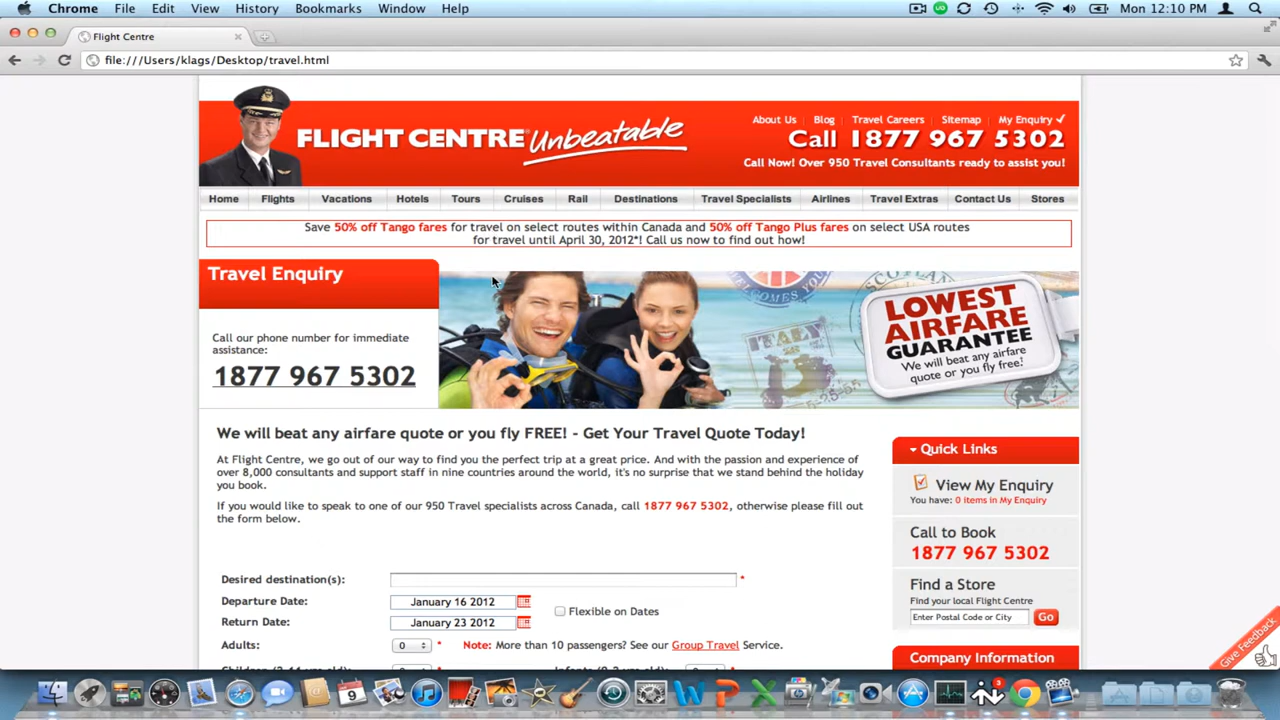 Chrome File Edit View History Bookmarks Window Help Mon 12:10 PM
Flight Centre
file:///Users/klags/Desktop/travel.html
About Us Blog Travel Careers Sitemap My Enquiry
FLIGHT CENTRE Unbeatable
Call 1877 967 5302
Call Now! Over 950 Travel Consultants ready to assist you!
Home Flights Vacations Hotels Tours Cruises Rail Destinations Travel Specialists Airlines Travel Extras Contact Us Stores
Save 50% off Tango fares for travel on select routes within Canada and 50% off Tango Plus fares on select USA routes
for travel until April 30, 2012*! Call us now to find out how!
Travel Enquiry
Call our phone number for immediate
assistance:
1877 967 5302
WELCOMES YOU
SCOTLAND
ITALY
LOWEST
AIRFARE
GUARANTEE
We will beat any airfare
quote or you fly free!
We will beat any airfare quote or you fly FREE! - Get Your Travel Quote Today!
At Flight Centre, we go out of our way to find you the perfect trip at a great price. And with the passion and experience of
over 8,000 consultants and support staff in nine countries around the world, it's no surprise that we stand behind the holiday
you book.
If you would like to speak to one of our 950 Travel specialists across Canada, call 1877 967 5302, otherwise please fill out
the form below.
Desired destination(s): *
Departure Date: January 16 2012
Flexible on Dates
Return Date: January 23 2012
Adults: 0 * Note: More than 10 passengers? See our Group Travel Service.
Quick Links
View My Enquiry
You have: 0 items in My Enquiry
Call to Book
1877 967 5302
Find a Store
Find your local Flight Centre
Enter Postal Code or City Go
Company Information
Give Feedback
9
3